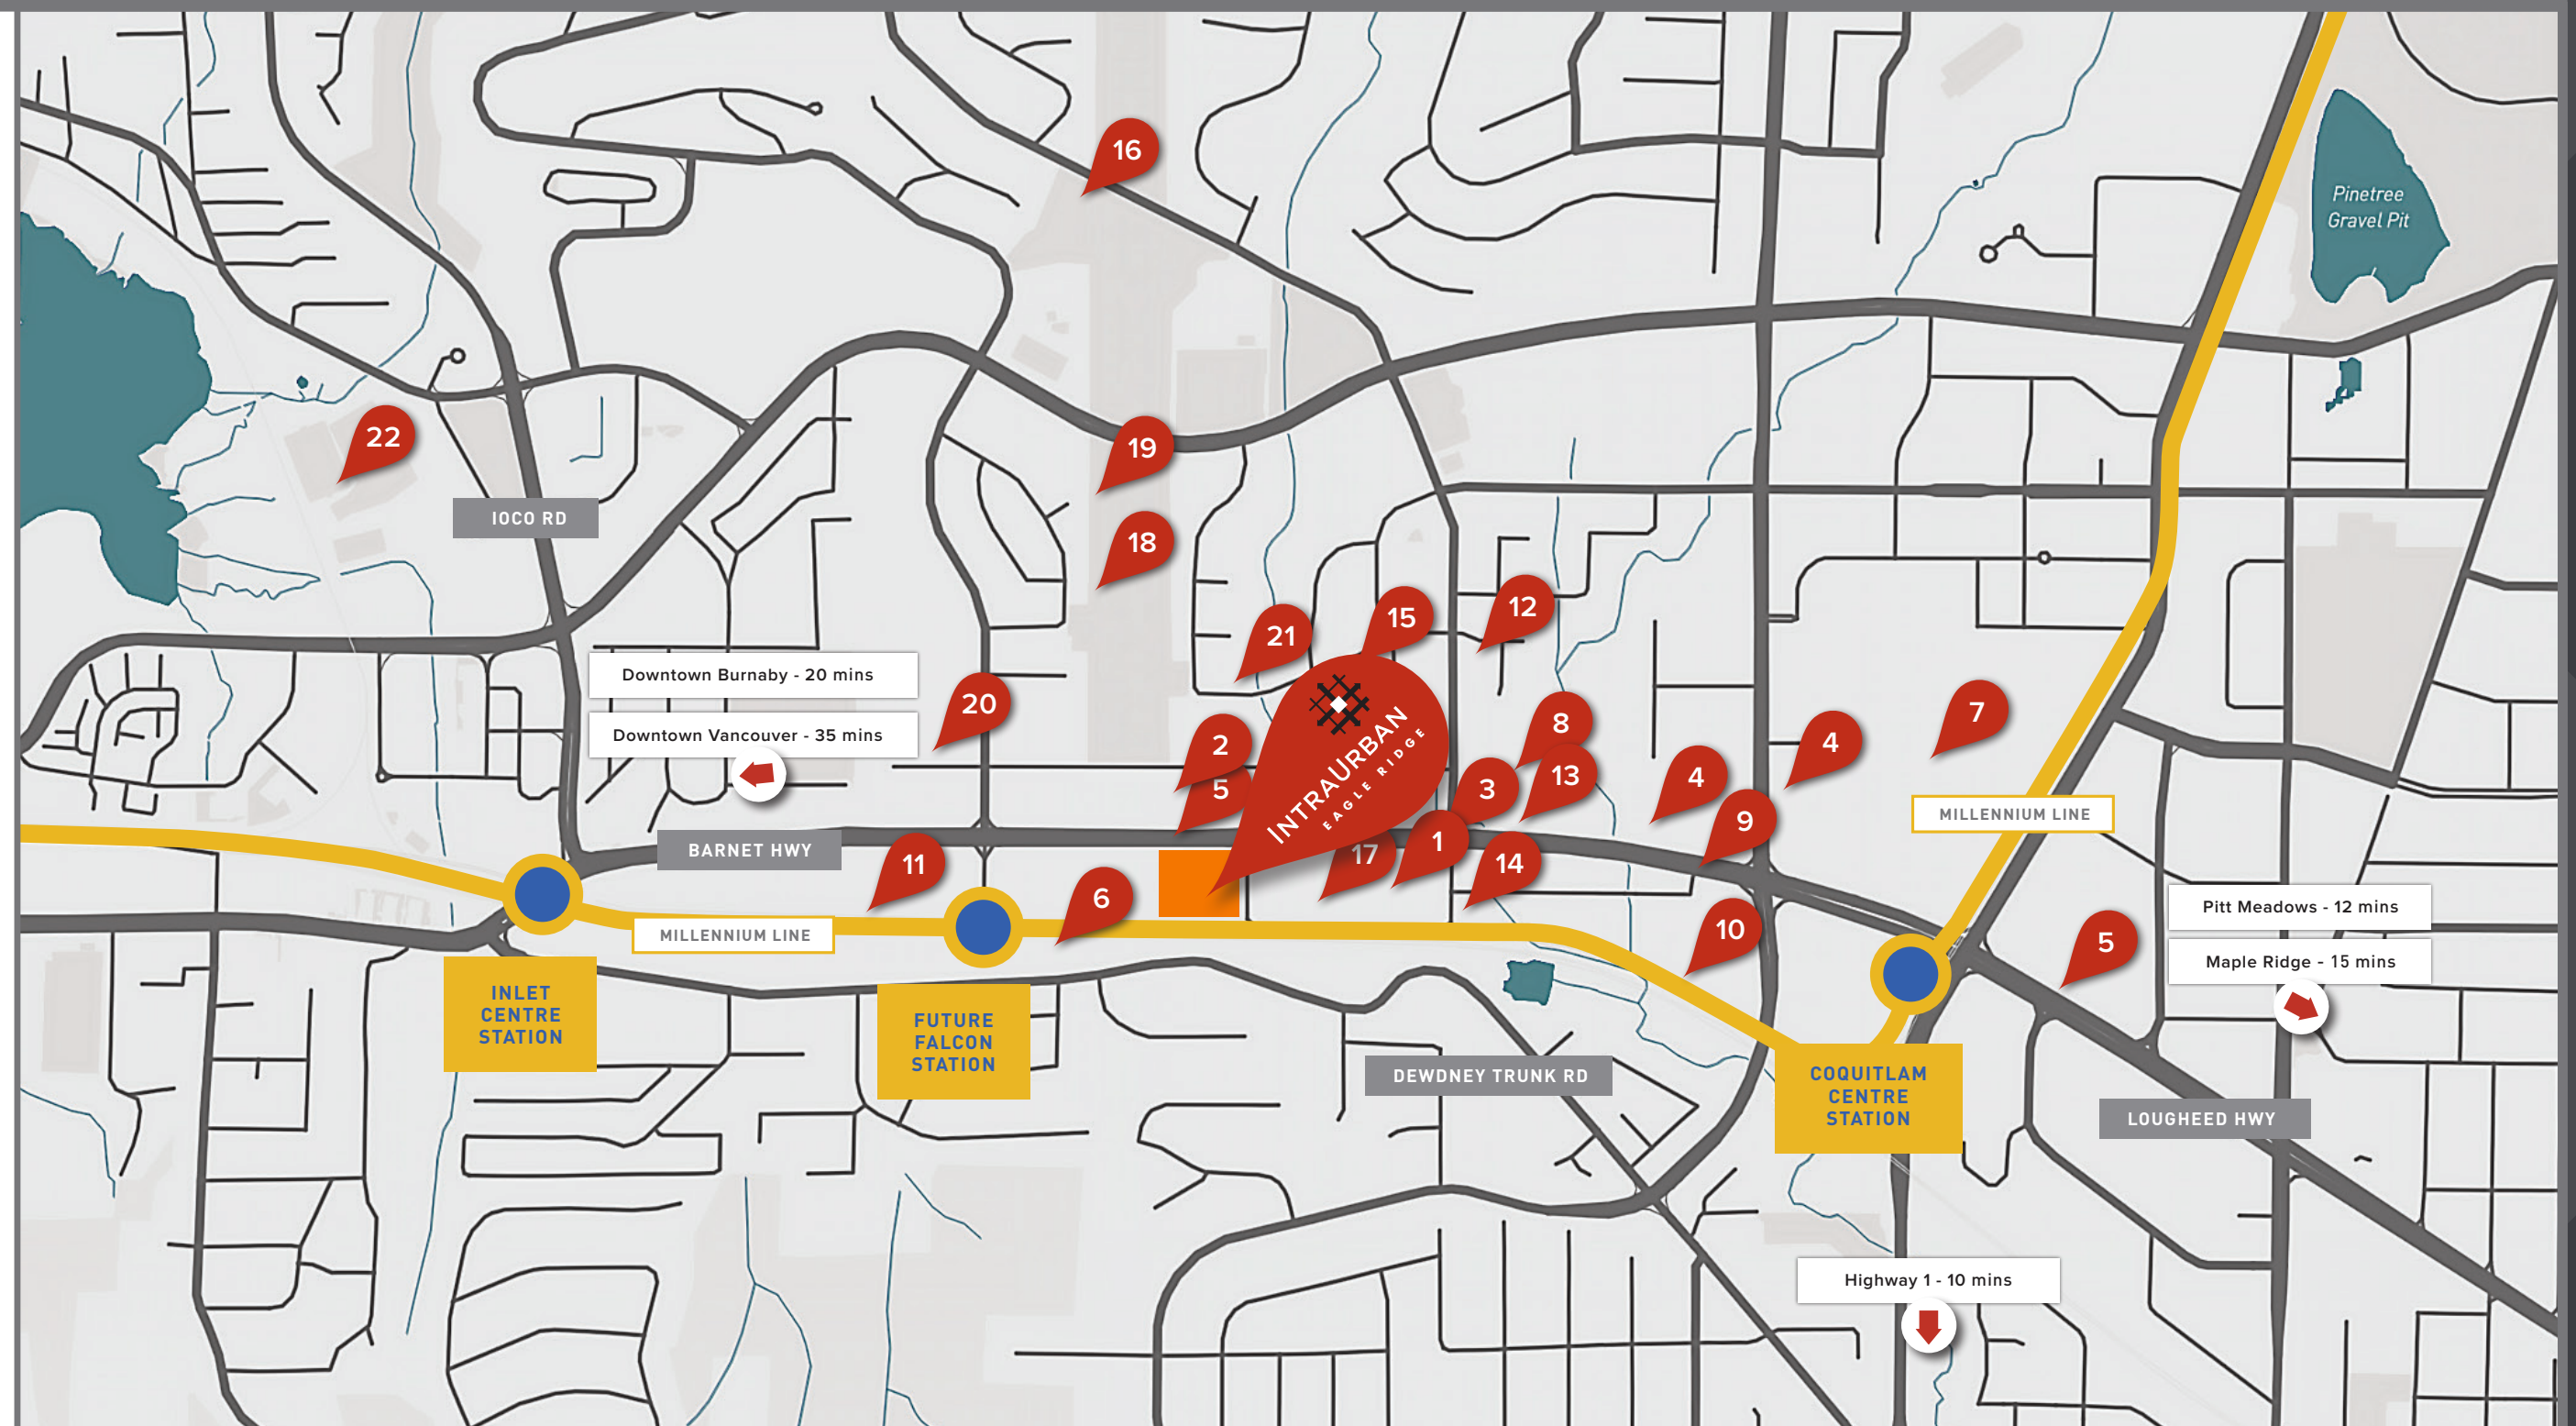 16
Pinetree
Gravel Pit
22
19
IOCO RD
18
12
15
21
Downtown Burnaby - 20 mins
20
7
Downtown Vancouver - 35 mins
2
8
4
INTRAURBAN
EAGLE RIDGE
5
3
13
4
MILLENNIUM LINE
9
BARNET HWY
11
17
1
14
6
Pitt Meadows - 12 mins
MILLENNIUM LINE
10
5
Maple Ridge - 15 mins
INLET
CENTRE
STATION
FUTURE
FALCON
STATION
DEWDNEY TRUNK RD
COQUITLAM
CENTRE
STATION
LOUGHEED HWY
Highway 1 - 10 mins